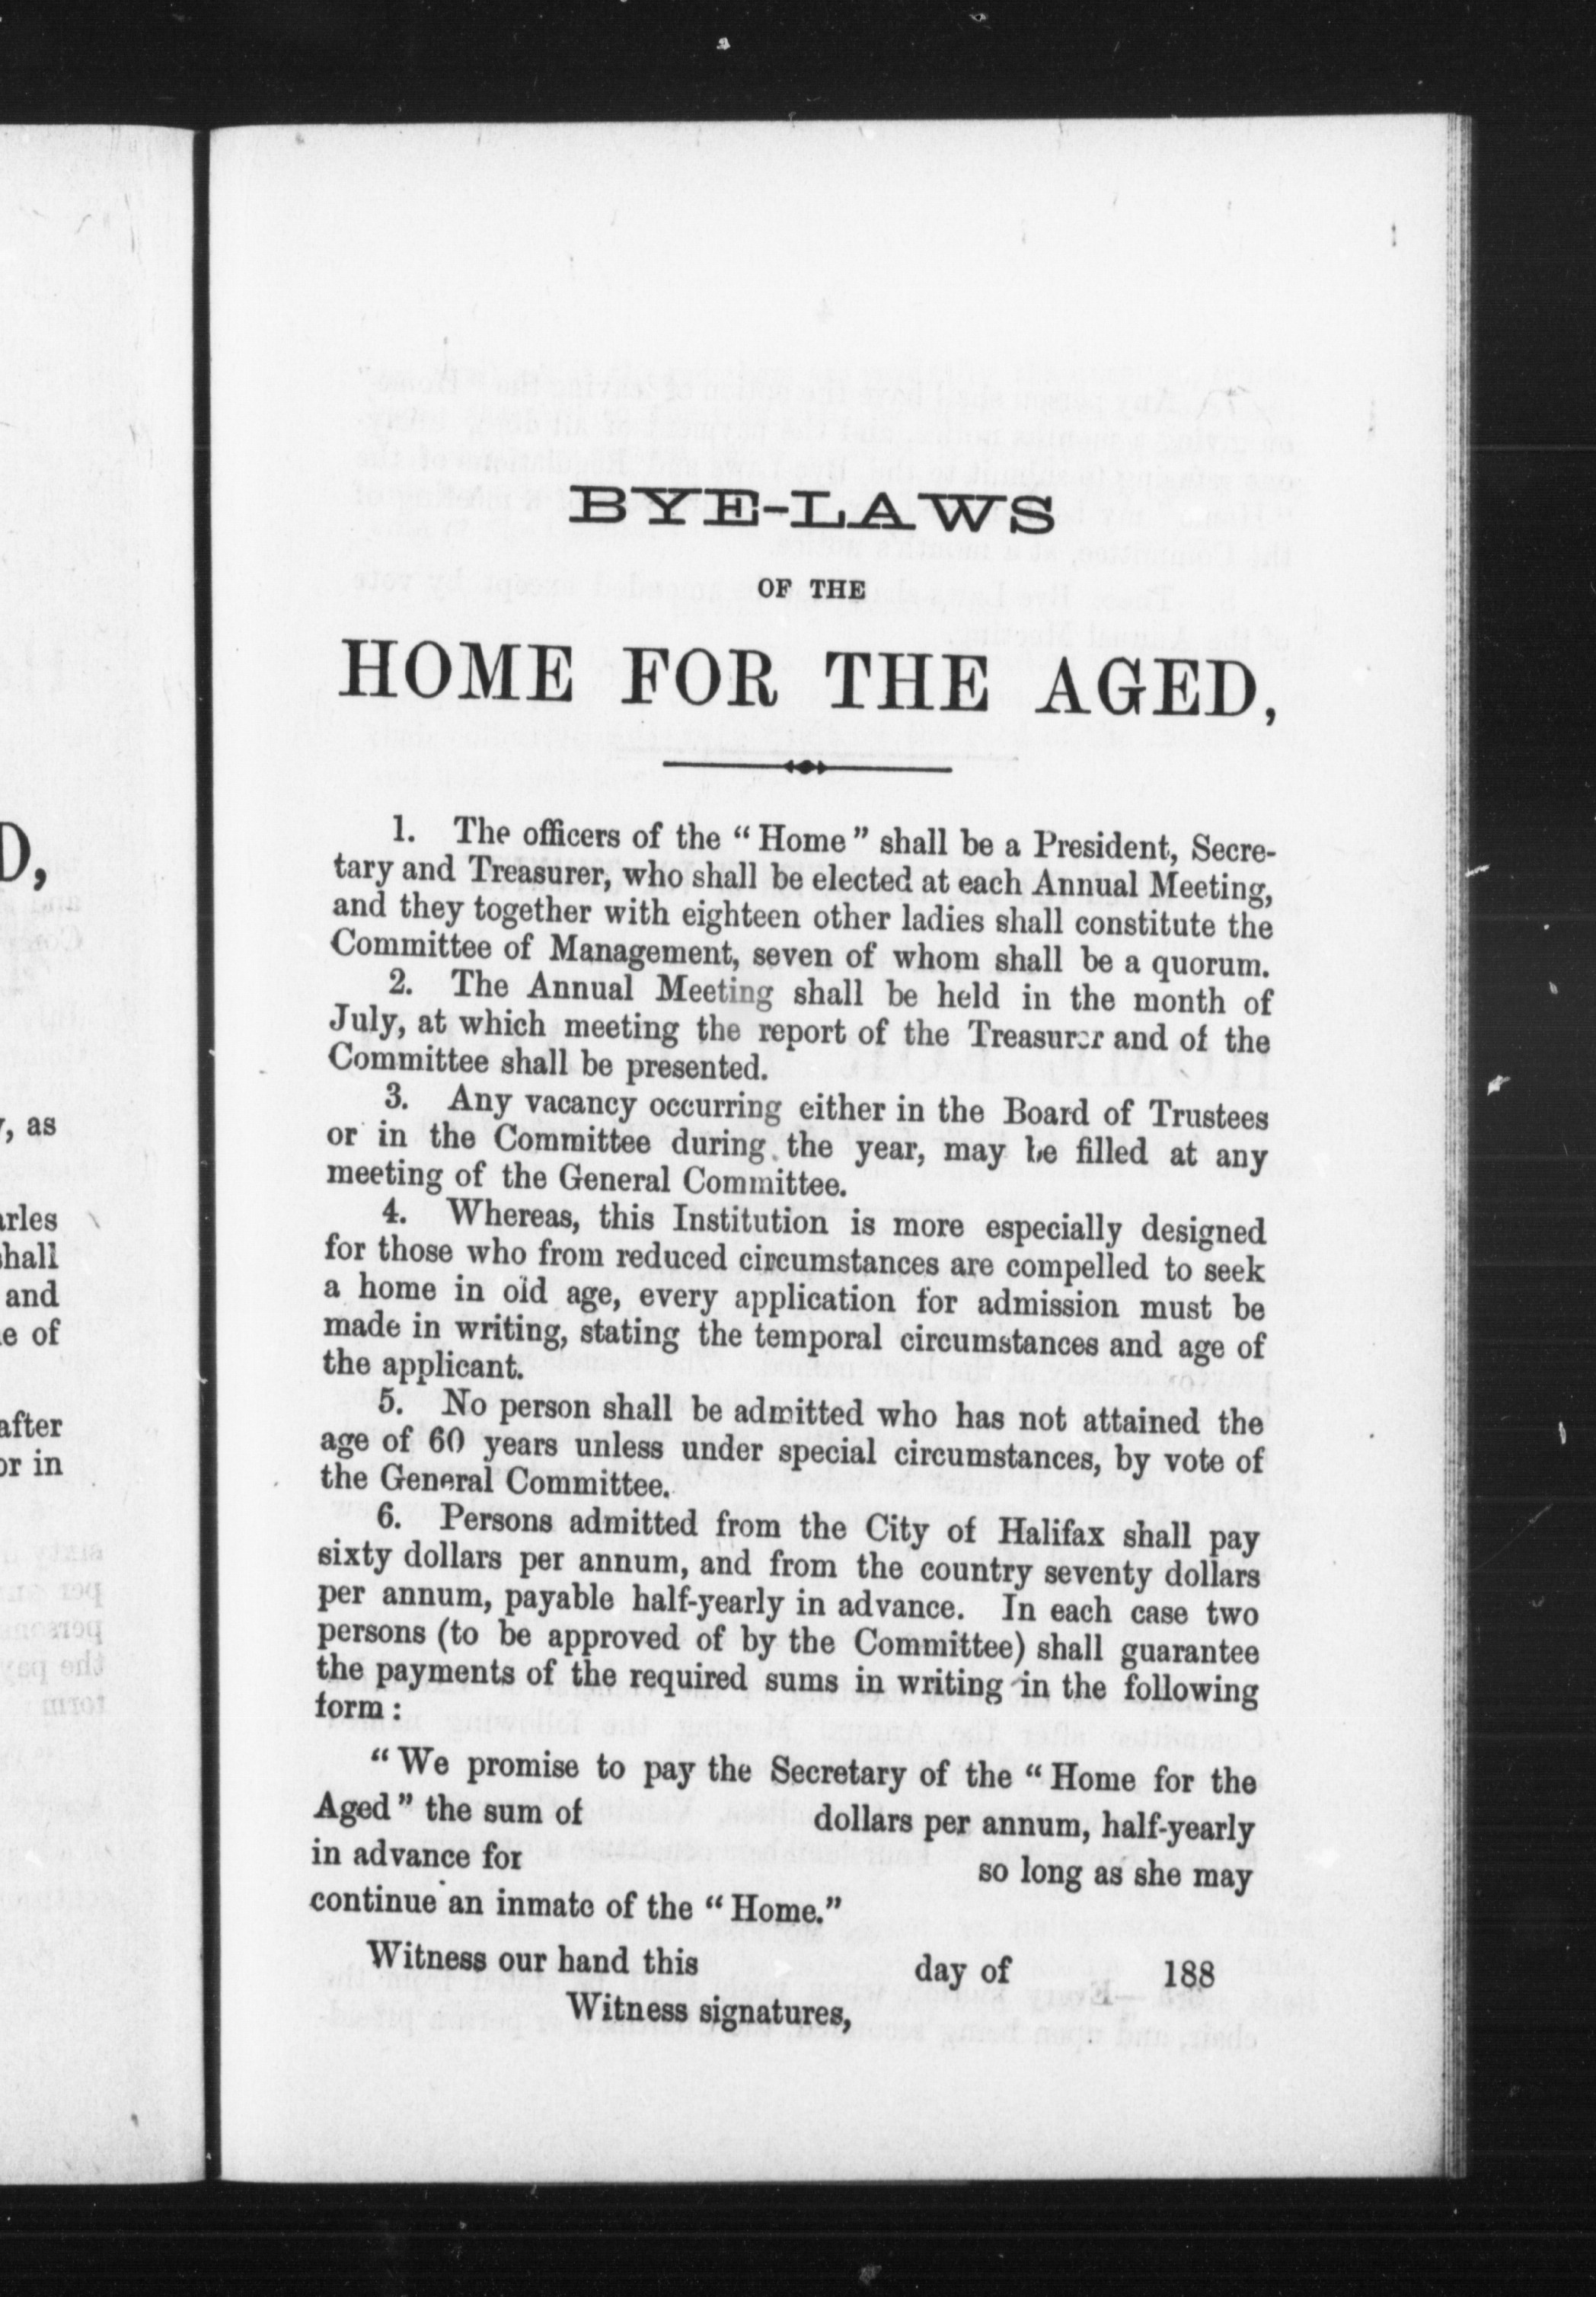 D,
, as
arles
shall
and
e of
after
or in
BYE-LAWS
OF THE
HOME FOR THE AGED,
1. The officers of the “Home” shall be a President, Secre-
tary and Treasurer, who shall be elected at each Annual Meeting,
and they together with eighteen other ladies shall constitute the
Committee of Management, seven of whom shall be a quorum.
2. The Annual Meeting shall be held in the month of
July, at which meeting the report of the Treasurer and of the
Committee shall be presented.
3. Any vacancy occurring either in the Board of Trustees
or in the Committee during the year, may be filled at any
meeting of the General Committee.
4. Whereas, this Institution is more especially designed
for those who from reduced circumstances are compelled to seek
a home in old age, every application for admission must be
made in writing, stating the temporal circumstances and age of
the applicant.
5. No person shall be admitted who has not attained the
age of 60 years unless under special circumstances, by vote of
the General Committee.
6. Persons admitted from the City of Halifax shall pay
sixty dollars per annum, and from the country seventy dollars
per annum, payable half-yearly in advance. In each case two
persons (to be approved of by the Committee) shall guarantee
the payments of the required sums in writing in the following
form:
“We promise to pay the Secretary of the “Home for the
Aged” the sum of dollars per annum, half-yearly
in advance for so long as she may
continue an inmate of the “Home.”
Witness our hand this day of 188
Witness signatures,